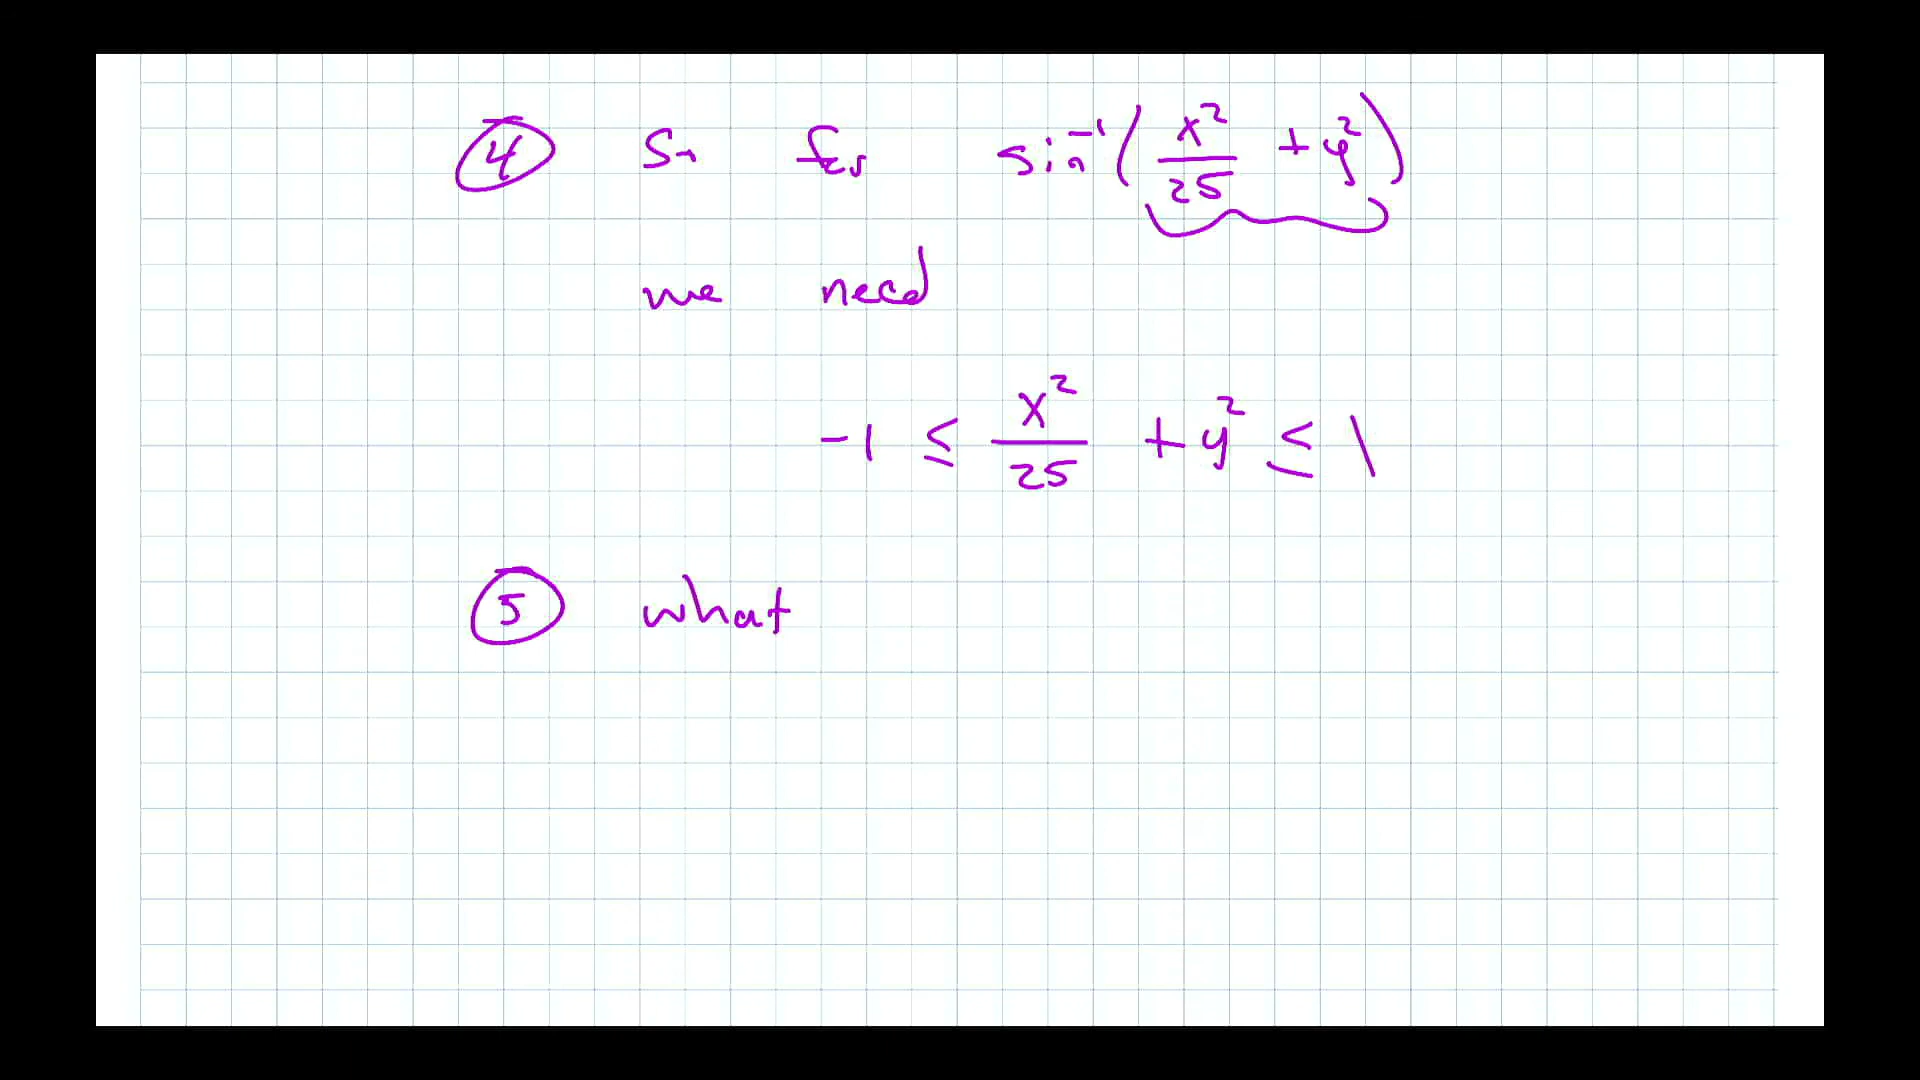 ④ So for sin⁻¹(x²/25 + y²)
we need
-1 ≤ x²/25 + y² ≤ 1
⑤ what